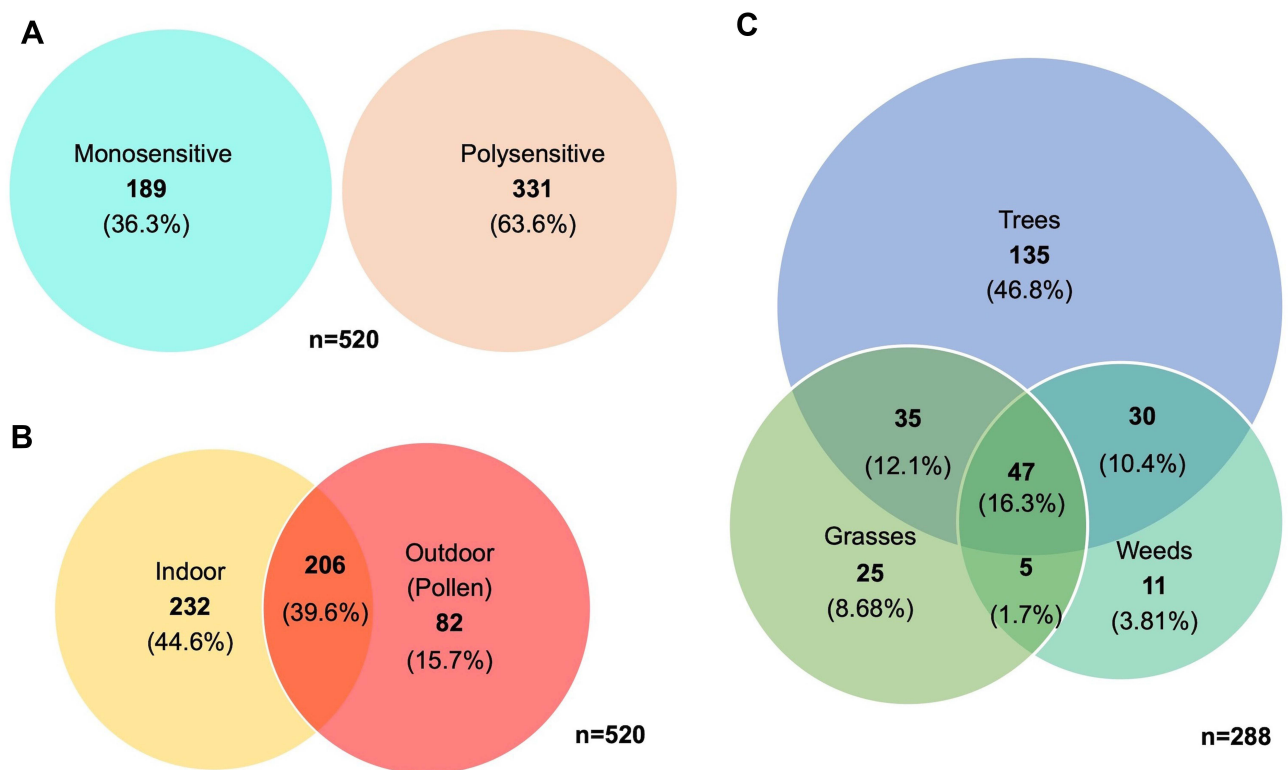 A
Monosensitive
189
(36.3%)
Polysensitive
331
(63.6%)
n=520
B
Indoor
232
(44.6%)
206
(39.6%)
Outdoor
(Pollen)
82
(15.7%)
n=520
C
Trees
135
(46.8%)
35
(12.1%)
47
(16.3%)
30
(10.4%)
Grasses
25
(8.68%)
5
(1.7%)
Weeds
11
(3.81%)
n=288